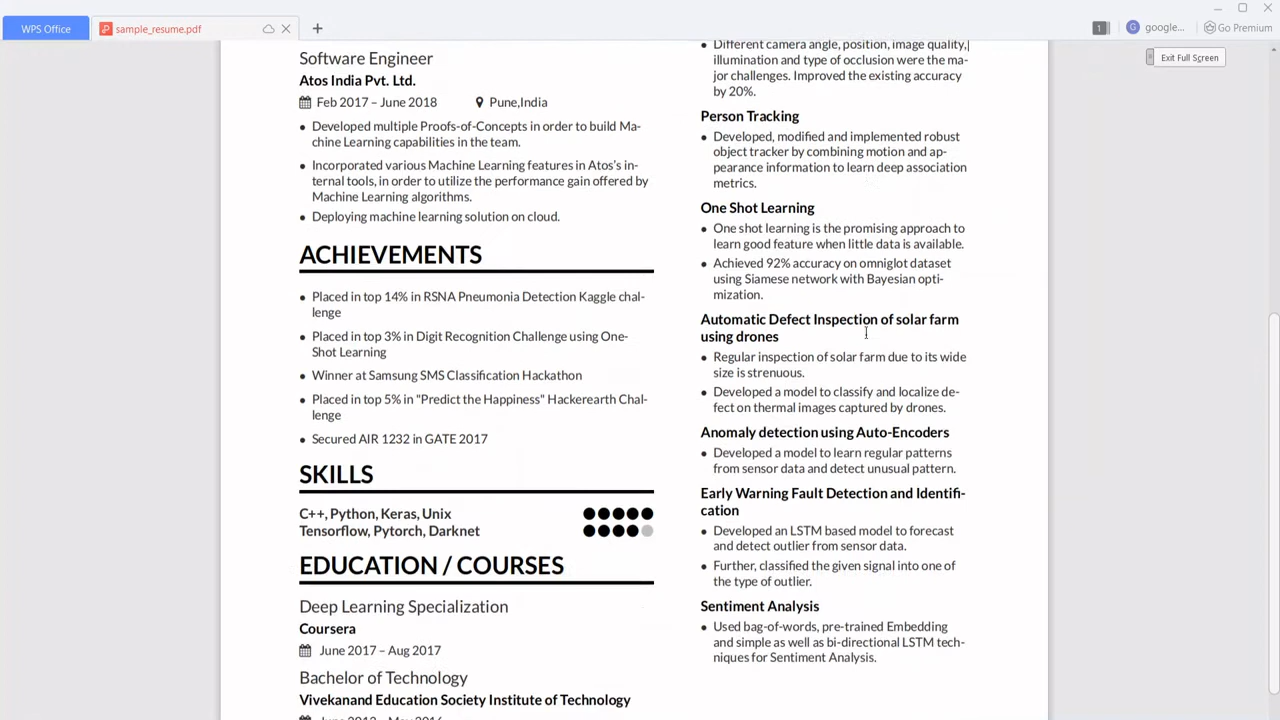 WPS Office
sample_resume.pdf
1
G
google...
Go Premium
Exit Full Screen
Software Engineer
Atos India Pvt. Ltd.
Feb 2017 – June 2018
Pune,India
• Developed multiple Proofs-of-Concepts in order to build Ma-
chine Learning capabilities in the team.
• Incorporated various Machine Learning features in Atos's in-
ternal tools, in order to utilize the performance gain offered by
Machine Learning algorithms.
• Deploying machine learning solution on cloud.
ACHIEVEMENTS
• Placed in top 14% in RSNA Pneumonia Detection Kaggle chal-
lenge
• Placed in top 3% in Digit Recognition Challenge using One-
Shot Learning
• Winner at Samsung SMS Classification Hackathon
• Placed in top 5% in "Predict the Happiness" Hackerearth Chal-
lenge
• Secured AIR 1232 in GATE 2017
SKILLS
C++, Python, Keras, Unix
Tensorflow, Pytorch, Darknet
EDUCATION / COURSES
Deep Learning Specialization
Coursera
June 2017 – Aug 2017
Bachelor of Technology
Vivekanand Education Society Institute of Technology
June 2012 – May 2016
• Different camera angle, position, image quality,
illumination and type of occlusion were the ma-
jor challenges. Improved the existing accuracy
by 20%.
Person Tracking
• Developed, modified and implemented robust
object tracker by combining motion and ap-
pearance information to learn deep association
metrics.
One Shot Learning
• One shot learning is the promising approach to
learn good feature when little data is available.
• Achieved 92% accuracy on omniglot dataset
using Siamese network with Bayesian opti-
mization.
Automatic Defect Inspection of solar farm
using drones
• Regular inspection of solar farm due to its wide
size is strenuous.
• Developed a model to classify and localize de-
fect on thermal images captured by drones.
Anomaly detection using Auto-Encoders
• Developed a model to learn regular patterns
from sensor data and detect unusual pattern.
Early Warning Fault Detection and Identifi-
cation
• Developed an LSTM based model to forecast
and detect outlier from sensor data.
• Further, classified the given signal into one of
the type of outlier.
Sentiment Analysis
• Used bag-of-words, pre-trained Embedding
and simple as well as bi-directional LSTM tech-
niques for Sentiment Analysis.